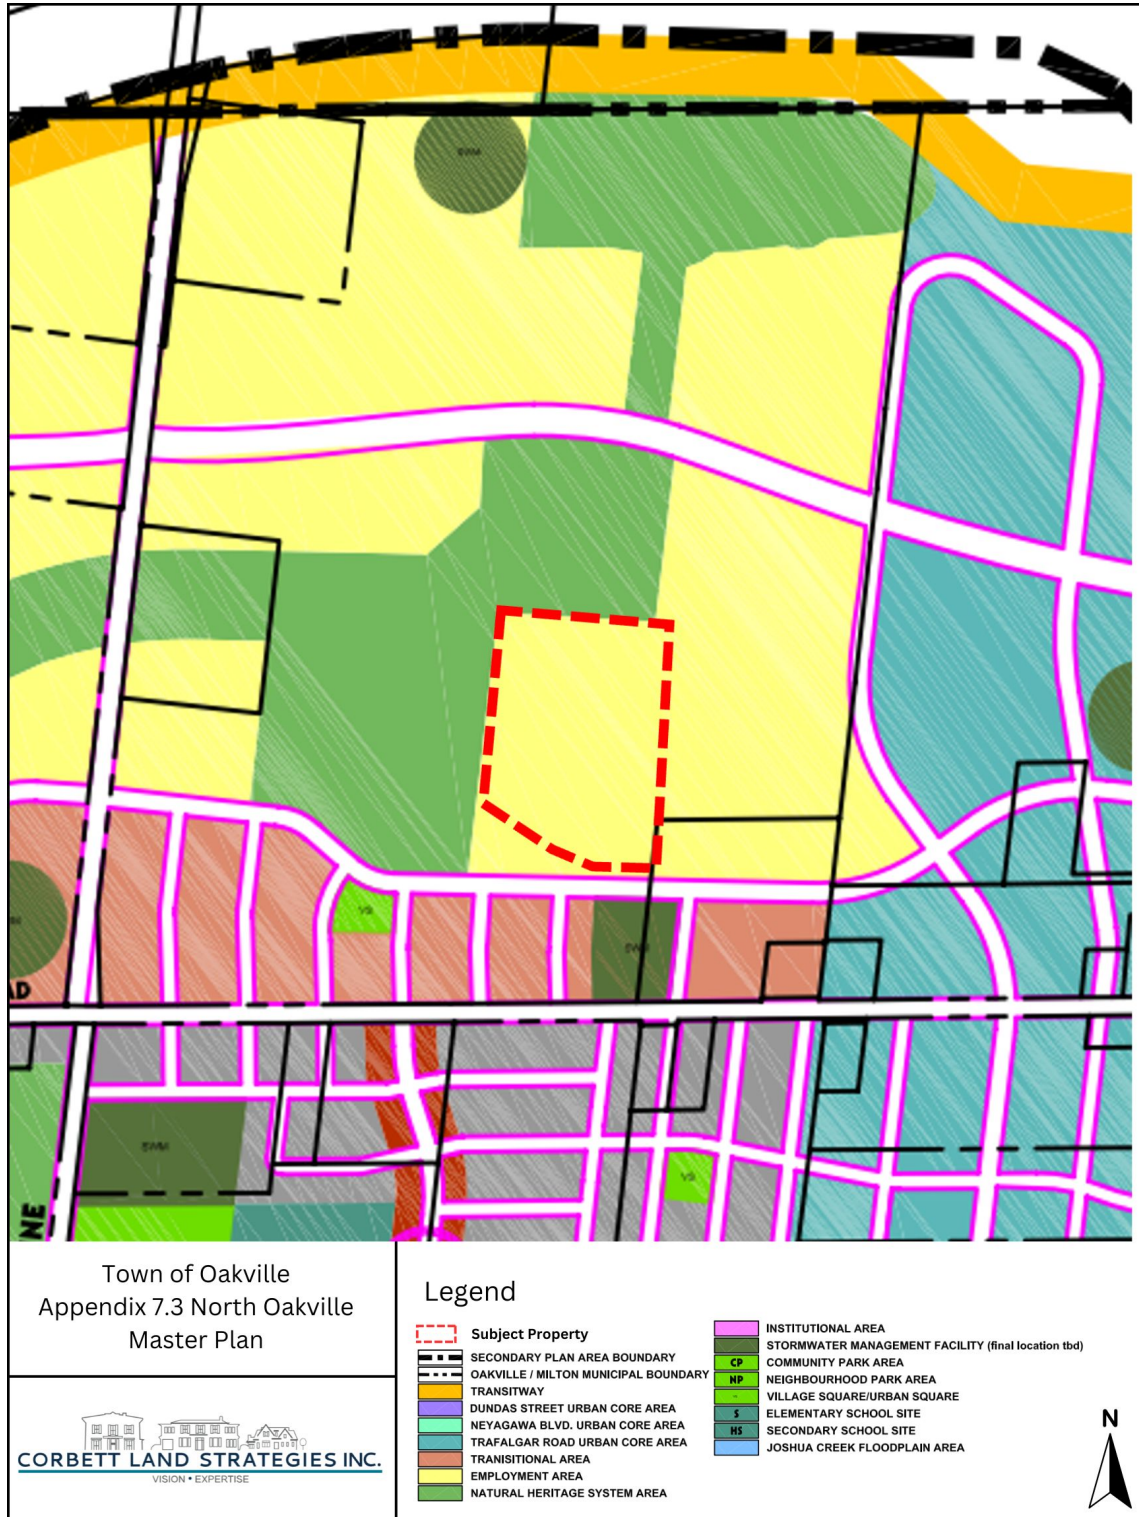 SWM
VS
SWM
SWM
AD
SWM
VS
NE
Town of Oakville
Appendix 7.3 North Oakville
Master Plan
CORBETT LAND STRATEGIES INC.
VISION • EXPERTISE
Legend
Subject Property
SECONDARY PLAN AREA BOUNDARY
OAKVILLE / MILTON MUNICIPAL BOUNDARY
TRANSITWAY
DUNDAS STREET URBAN CORE AREA
NEYAGAWA BLVD. URBAN CORE AREA
TRAFALGAR ROAD URBAN CORE AREA
TRANISITIONAL AREA
EMPLOYMENT AREA
NATURAL HERITAGE SYSTEM AREA
INSTITUTIONAL AREA
STORMWATER MANAGEMENT FACILITY (final location tbd)
CP COMMUNITY PARK AREA
NP NEIGHBOURHOOD PARK AREA
VILLAGE SQUARE/URBAN SQUARE
S ELEMENTARY SCHOOL SITE
HS SECONDARY SCHOOL SITE
JOSHUA CREEK FLOODPLAIN AREA
N